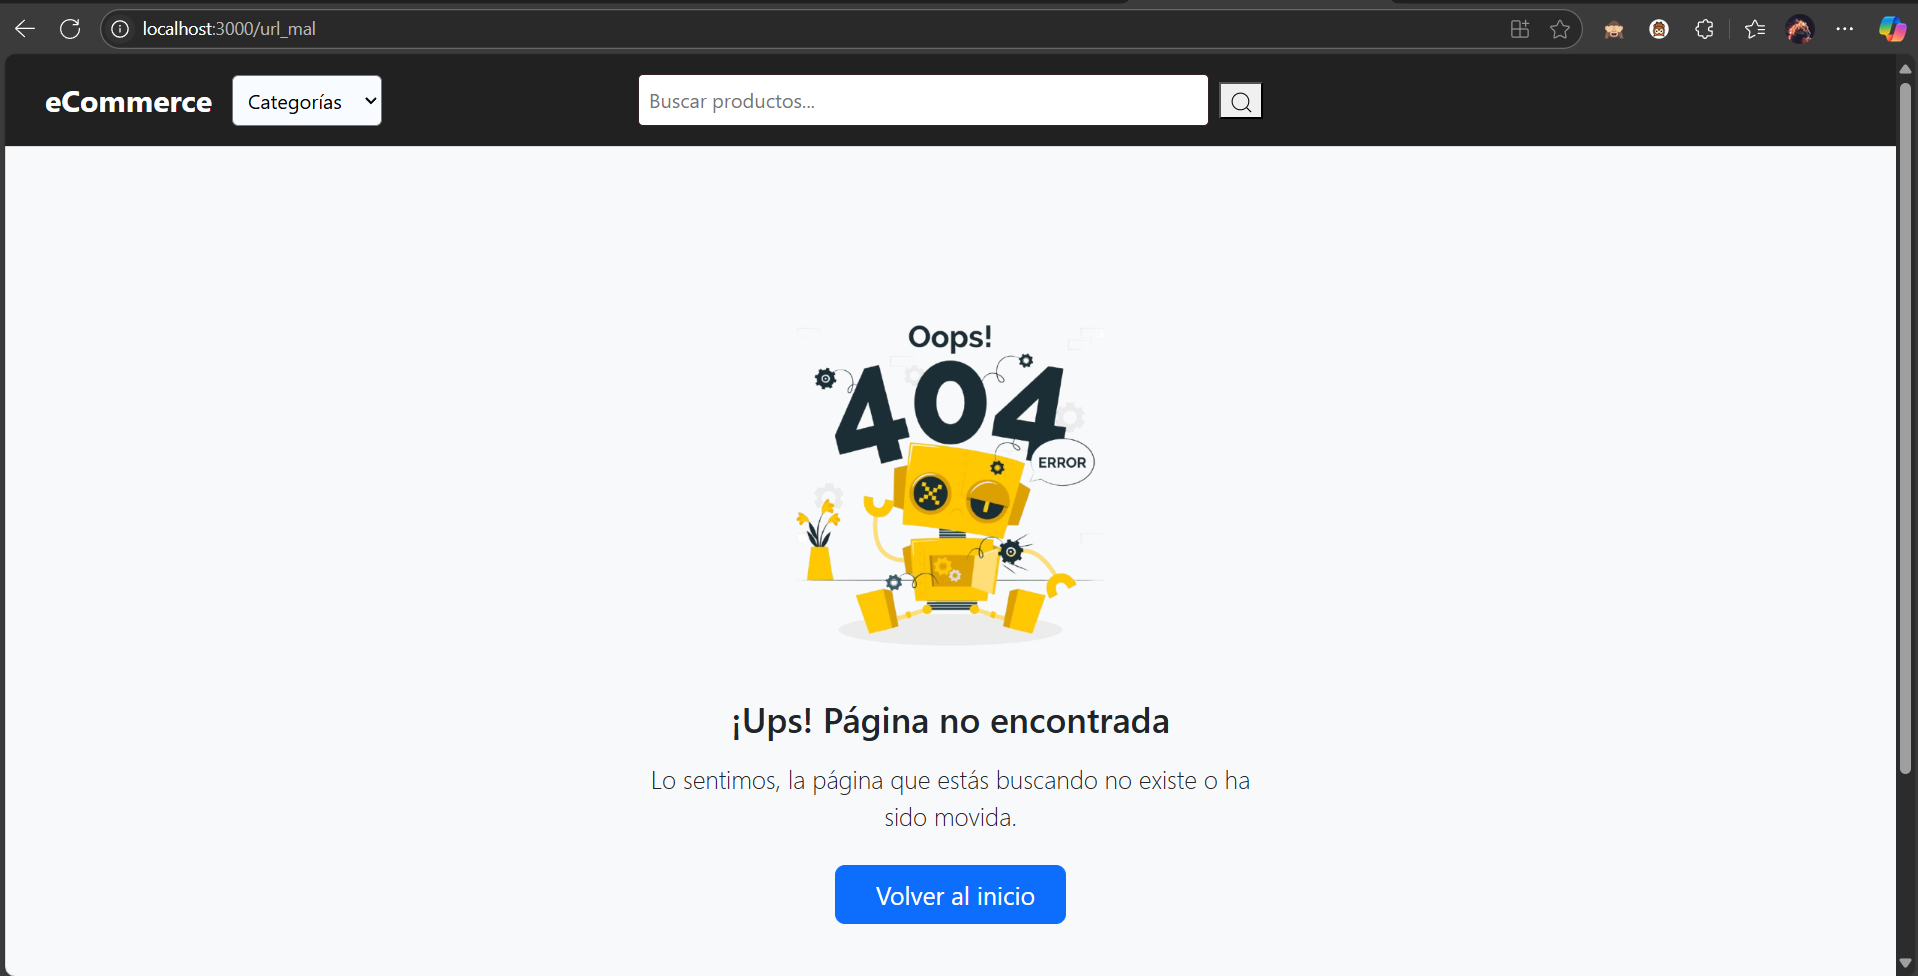 localhost:3000/url_mal
eCommerce
Categorías
Buscar productos...
Oops!
404
ERROR
¡Ups! Página no encontrada
Lo sentimos, la página que estás buscando no existe o ha
sido movida.
Volver al inicio